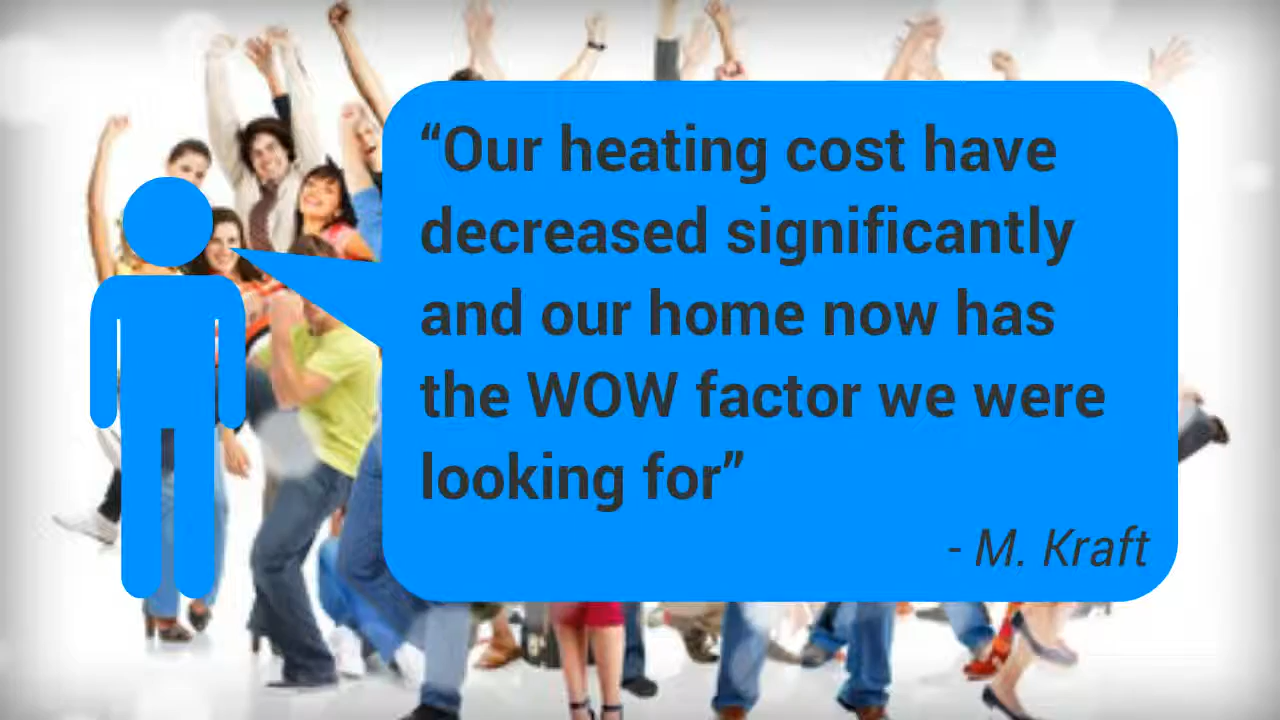 “Our heating cost have
decreased significantly
and our home now has
the WOW factor we were
looking for”
- M. Kraft